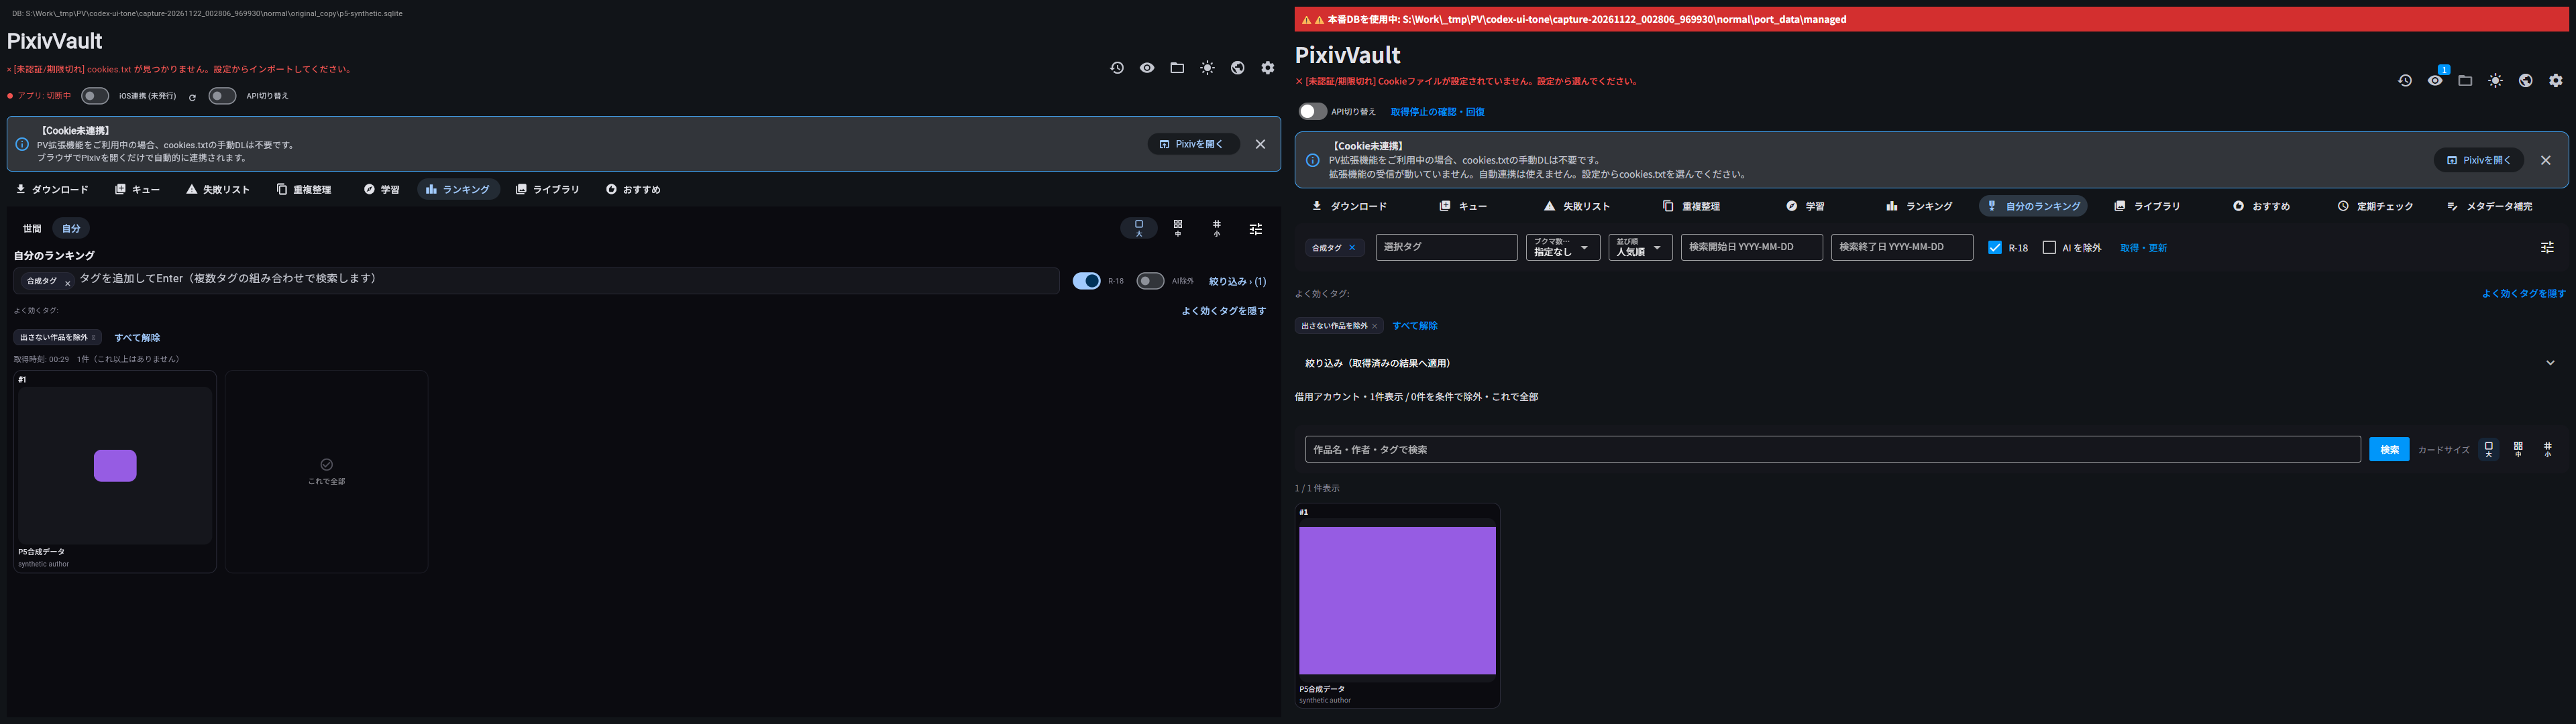 DB: S:\Work\_tmp\PV\codex-ui-tone\capture-20261122_002806_969930\normal\original_copy\p5-synthetic.sqlite
PixivVault
× [未認証/期限切れ] cookies.txt が見つかりません。設定からインポートしてください。
アプリ: 切断中 iOS連携 (未発行) API切り替え
【Cookie未連携】
PV拡張機能をご利用中の場合、cookies.txtの手動DLは不要です。
ブラウザでPixivを開くだけで自動的に連携されます。
Pixivを開く
ダウンロード キュー 失敗リスト 重複整理 学習 ランキング ライブラリ おすすめ
世間 自分 大 中 小
自分のランキング
合成タグ × タグを追加してEnter（複数タグの組み合わせで検索します） R-18 AI除外 絞り込み › (1)
よく効くタグ: よく効くタグを隠す
出さない作品を除外 すべて解除
取得時刻: 00:29 1件（これ以上はありません）
#1
これで全部
P5合成データ
synthetic author
本番DBを使用中: S:\Work\_tmp\PV\codex-ui-tone\capture-20261122_002806_969930\normal\port_data\managed
PixivVault
× [未認証/期限切れ] Cookieファイルが設定されていません。設定から選んでください。
1
API切り替え 取得停止の確認・回復
【Cookie未連携】
PV拡張機能をご利用中の場合、cookies.txtの手動DLは不要です。
拡張機能の受信が動いていません。自動連携は使えません。設定からcookies.txtを選んでください。
Pixivを開く
ダウンロード キュー 失敗リスト 重複整理 学習 ランキング 自分のランキング ライブラリ おすすめ 定期チェック メタデータ補完
合成タグ × 選択タグ ブクマ数… 指定なし 並び順 人気順 検索開始日 YYYY-MM-DD 検索終了日 YYYY-MM-DD R-18 AI を除外 取得・更新
よく効くタグ: よく効くタグを隠す
出さない作品を除外 × すべて解除
絞り込み（取得済みの結果へ適用）
借用アカウント・1件表示 / 0件を条件で除外・これで全部
作品名・作者・タグで検索 検索 カードサイズ 大 中 小
1 / 1 件表示
#1
P5合成データ
synthetic author